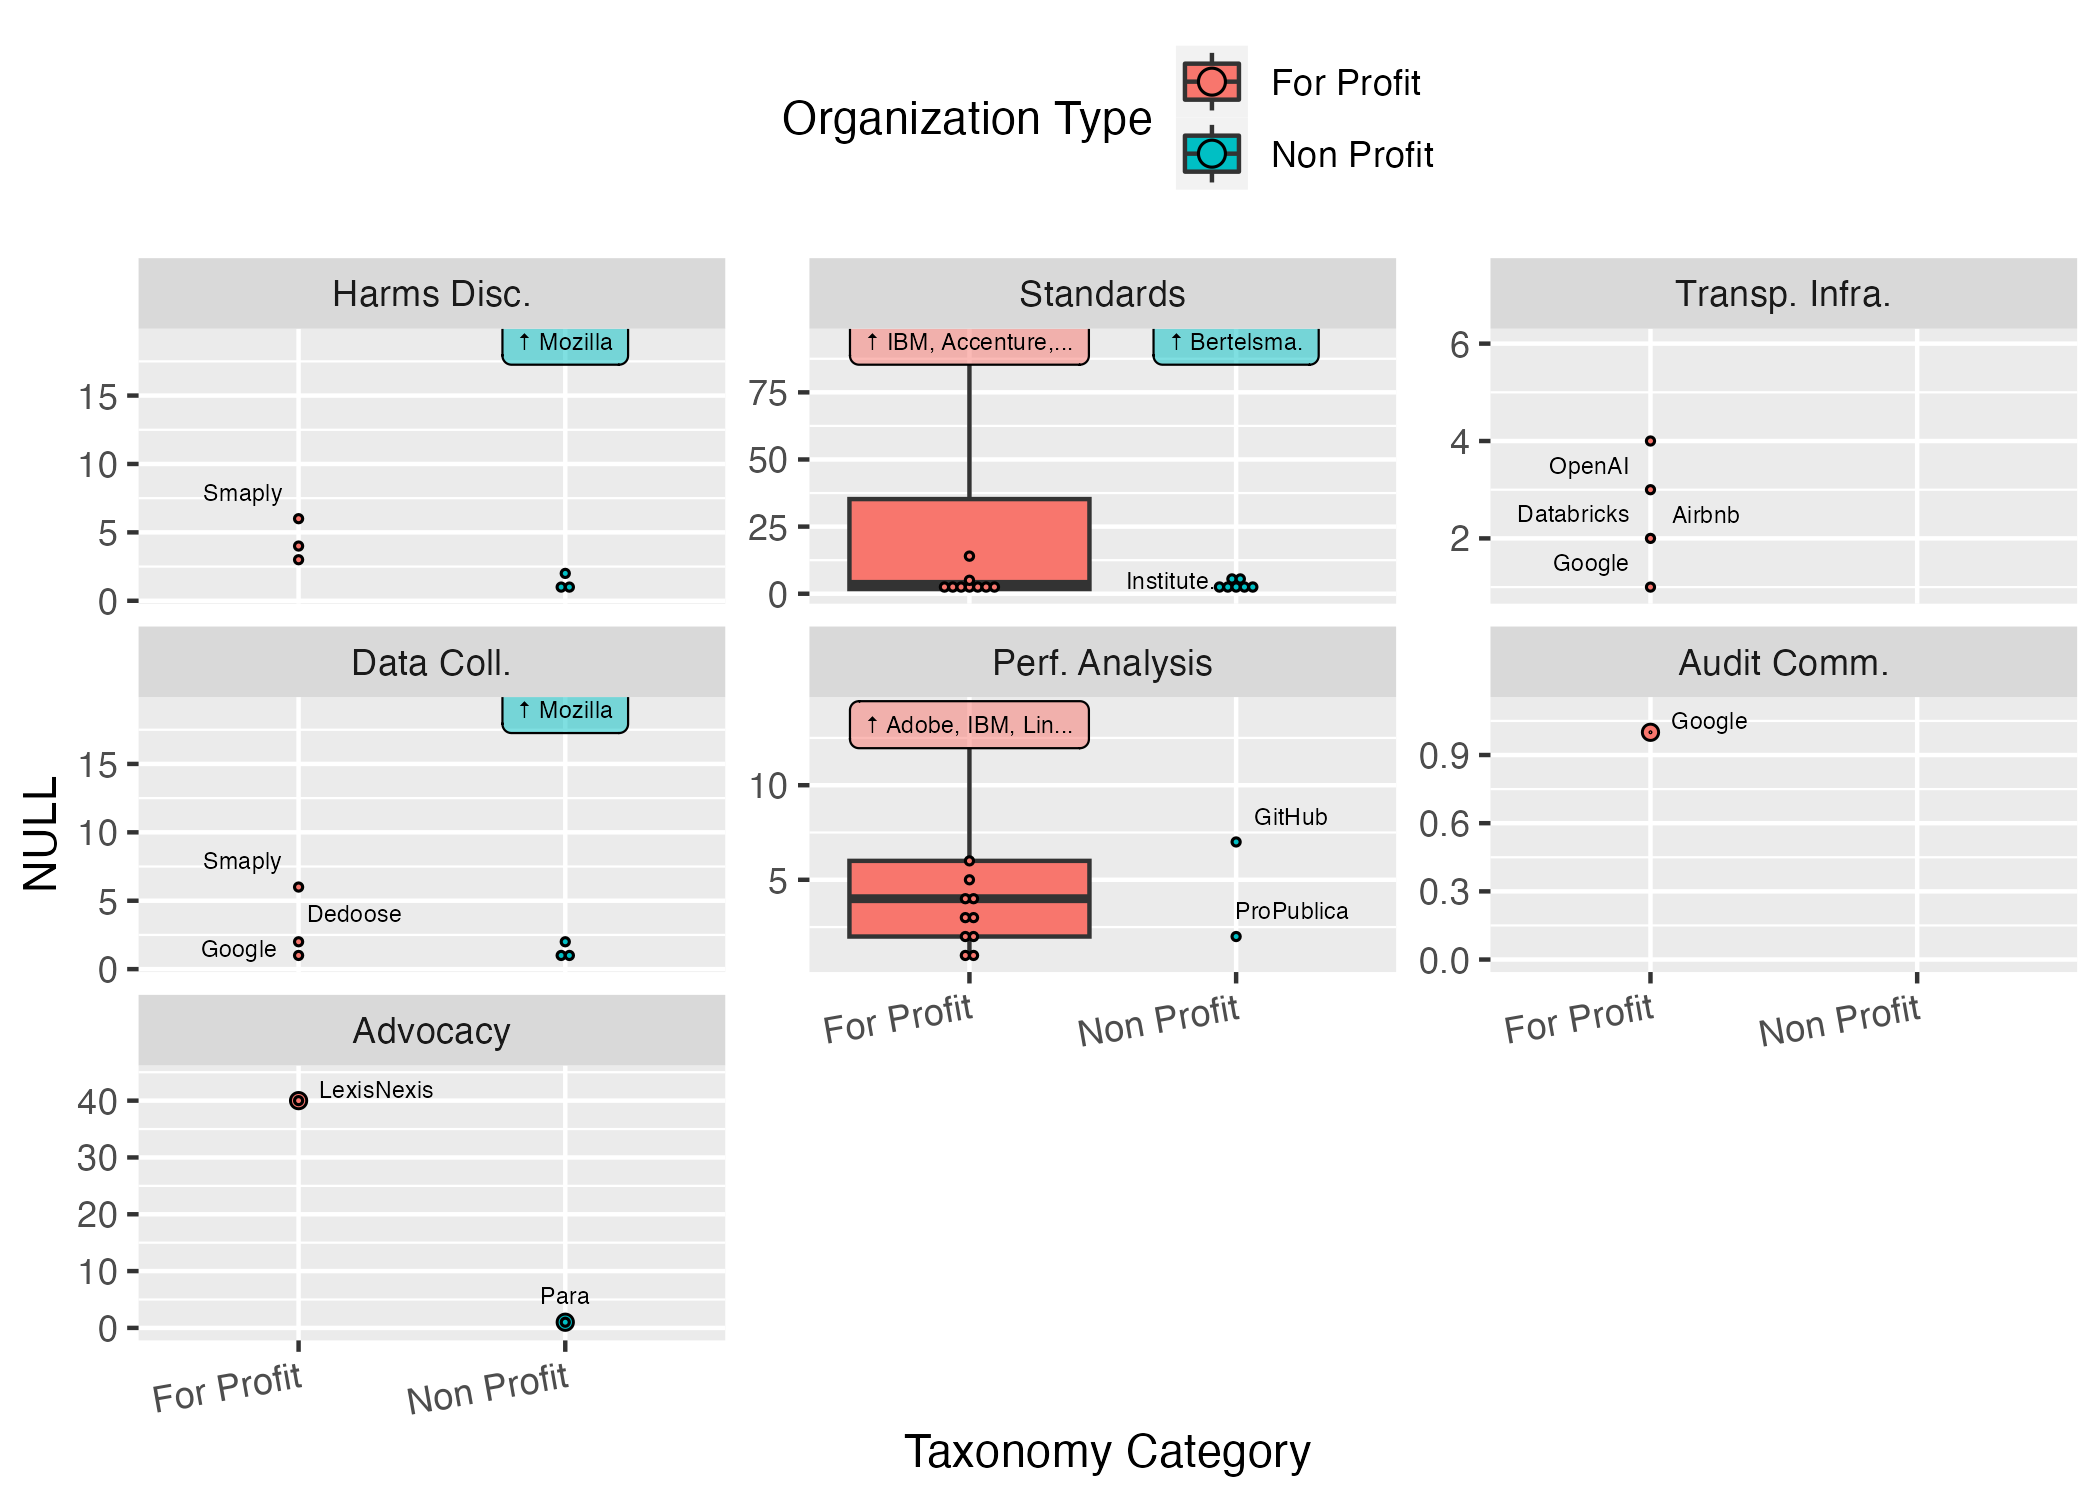 Organization Type
For Profit
Non Profit
Harms Disc.
↑ Mozilla
15
10
5
0
Smaply
Standards
↑ IBM, Accenture,...
↑ Bertelsma.
75
50
25
0
Institute.
Transp. Infra.
6
4
2
OpenAI
Databricks
Airbnb
Google
NULL
Data Coll.
↑ Mozilla
15
10
5
0
Smaply
Dedoose
Google
Perf. Analysis
↑ Adobe, IBM, Lin...
10
5
GitHub
ProPublica
For Profit
Non Profit
Audit Comm.
Google
0.9
0.6
0.3
0.0
For Profit
Non Profit
Advocacy
40
30
20
10
0
LexisNexis
Para
For Profit
Non Profit
Taxonomy Category